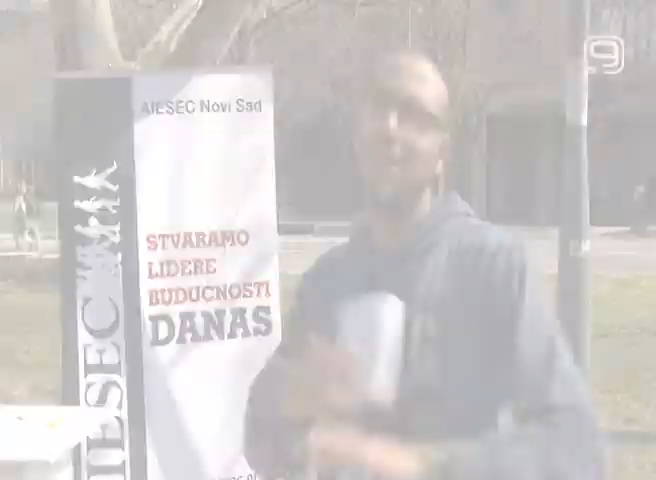 9
AIESEC Novi Sad
STVARAMO
LIDERE
BUDUCNOSTI
DANAS
AIESEC